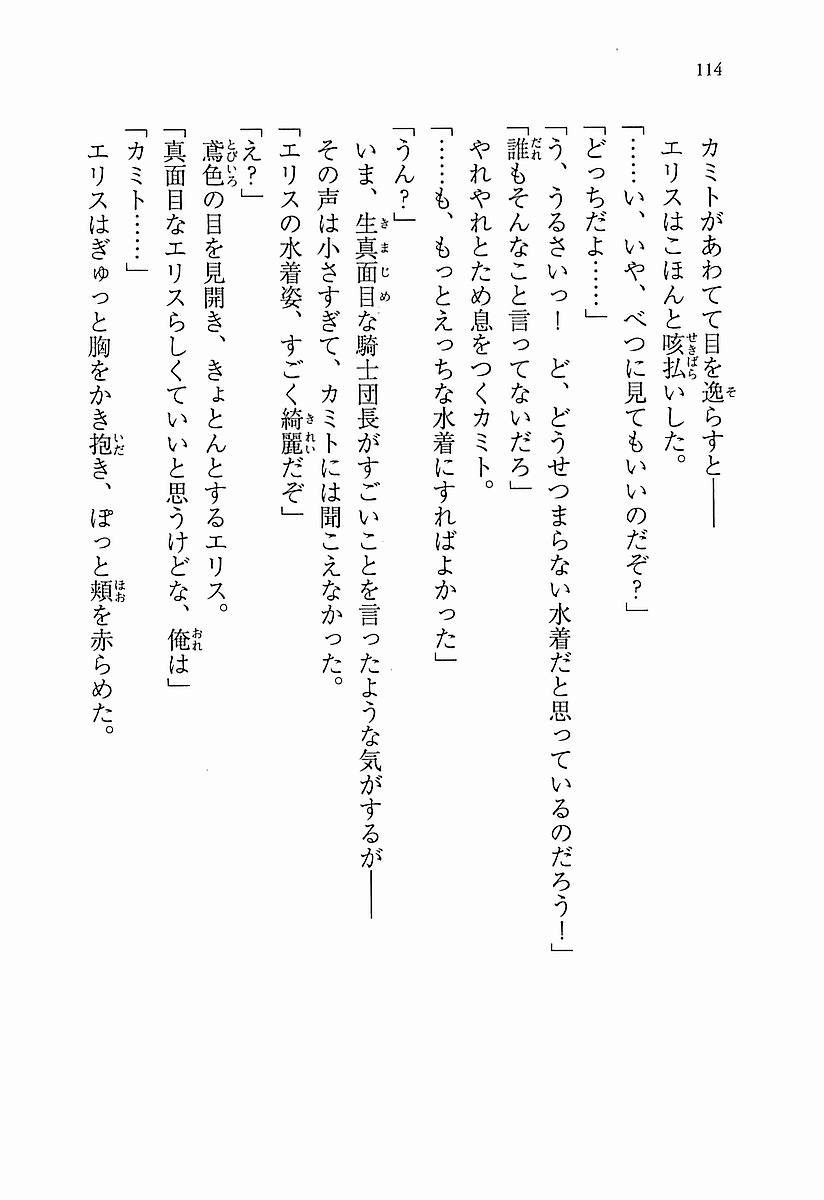 114
カミトがあわてて目を逸らすと――
エリスはこほんと咳払いした。
「……い、いや、べつに見てもいいのだぞ？」
「どっちだよ……」
「う、うるさいっ！　ど、どうせつまらない水着だと思っているのだろう！」
「誰もそんなこと言ってないだろ」
やれやれとため息をつくカミト。
「……も、もっとえっちな水着にすればよかった」
「うん？」
いま、生真面目な騎士団長がすごいことを言ったような気がするが――
その声は小さすぎて、カミトには聞こえなかった。
「エリスの水着姿、すごく綺麗だぞ」
「え？」
鳶色の目を見開き、きょとんとするエリス。
「真面目なエリスらしくていいと思うけどな、俺は」
「カミト……」
エリスはぎゅっと胸をかき抱き、ぽっと頬を赤らめた。